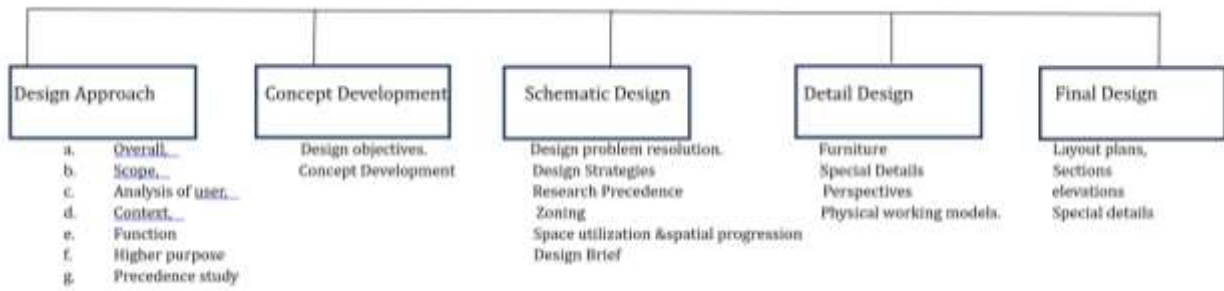 Design Approach
a. Overall,
b. Scope,
c. Analysis of user,
d. Context,
e. Function
f. Higher purpose
g. Precedence study
Concept Development
Design objectives.
Concept Development
Schematic Design
Design problem resolution.
Design Strategies
Research Precedence
Zoning
Space utilization &spatial progression
Design Brief
Detail Design
Furniture
Special Details
Perspectives
Physical working models.
Final Design
Layout plans,
Sections
elevations
Special details